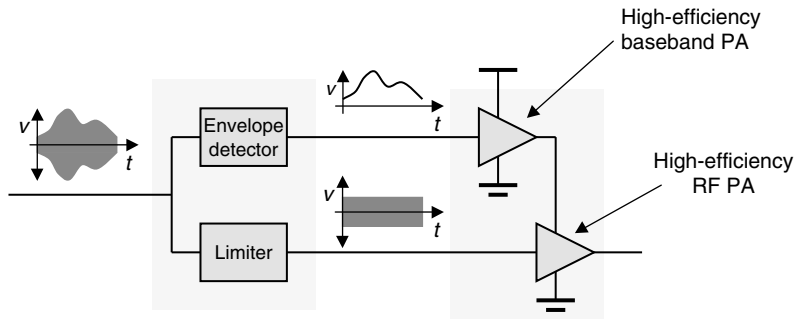 High-efficiency
baseband PA
v
t
Envelope
detector
v
t
High-efficiency
RF PA
v
t
Limiter